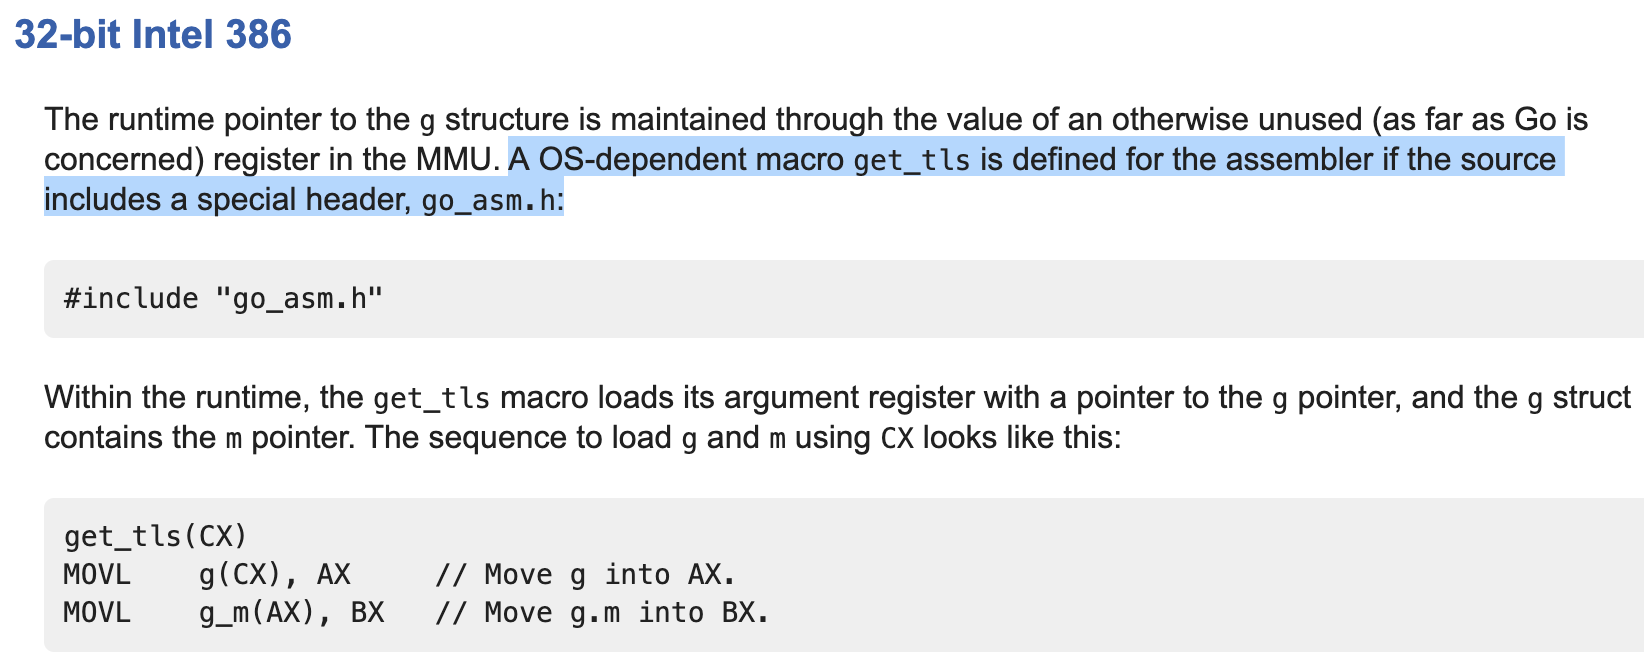 32-bit Intel 386
The runtime pointer to the g structure is maintained through the value of an otherwise unused (as far as Go is
concerned) register in the MMU. A OS-dependent macro get_tls is defined for the assembler if the source
includes a special header, go_asm.h:
#include "go_asm.h"
Within the runtime, the get_tls macro loads its argument register with a pointer to the g pointer, and the g struct
contains the m pointer. The sequence to load g and m using CX looks like this:
get_tls(CX)
MOVL    g(CX), AX     // Move g into AX.
MOVL    g_m(AX), BX   // Move g.m into BX.